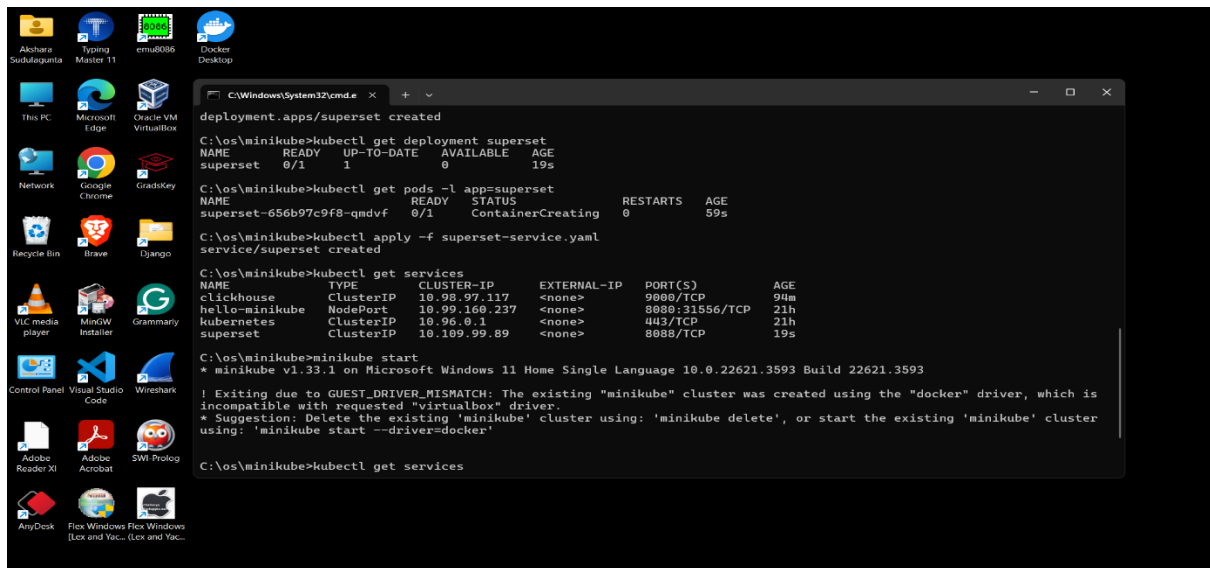 Akshara Sudulagunta
Typing Master 11
8086
emu8086
Docker Desktop
This PC
Microsoft Edge
Oracle VM VirtualBox
Network
Google Chrome
GradsKey
Recycle Bin
Brave
Django
VLC media player
MinGW Installer
Grammarly
Control Panel
Visual Studio Code
Wireshark
Adobe Reader XI
Adobe Acrobat
SWI-Prolog
AnyDesk
Flex Windows [Lex and Yac...
Flex Windows (Lex and Yac...
C:\Windows\System32\cmd.e
deployment.apps/superset created
C:\os\minikube>kubectl get deployment superset
NAME READY UP-TO-DATE AVAILABLE AGE
superset 0/1 1 0 19s
C:\os\minikube>kubectl get pods -l app=superset
NAME READY STATUS RESTARTS AGE
superset-656b97c9f8-qmdvf 0/1 ContainerCreating 0 59s
C:\os\minikube>kubectl apply -f superset-service.yaml
service/superset created
C:\os\minikube>kubectl get services
NAME TYPE CLUSTER-IP EXTERNAL-IP PORT(S) AGE
clickhouse ClusterIP 10.98.97.117 <none> 9000/TCP 94m
hello-minikube NodePort 10.99.160.237 <none> 8080:31556/TCP 21h
kubernetes ClusterIP 10.96.0.1 <none> 443/TCP 21h
superset ClusterIP 10.109.99.89 <none> 8088/TCP 19s
C:\os\minikube>minikube start
* minikube v1.33.1 on Microsoft Windows 11 Home Single Language 10.0.22621.3593 Build 22621.3593
! Exiting due to GUEST_DRIVER_MISMATCH: The existing "minikube" cluster was created using the "docker" driver, which is
incompatible with requested "virtualbox" driver.
* Suggestion: Delete the existing 'minikube' cluster using: 'minikube delete', or start the existing 'minikube' cluster
using: 'minikube start --driver=docker'
C:\os\minikube>kubectl get services